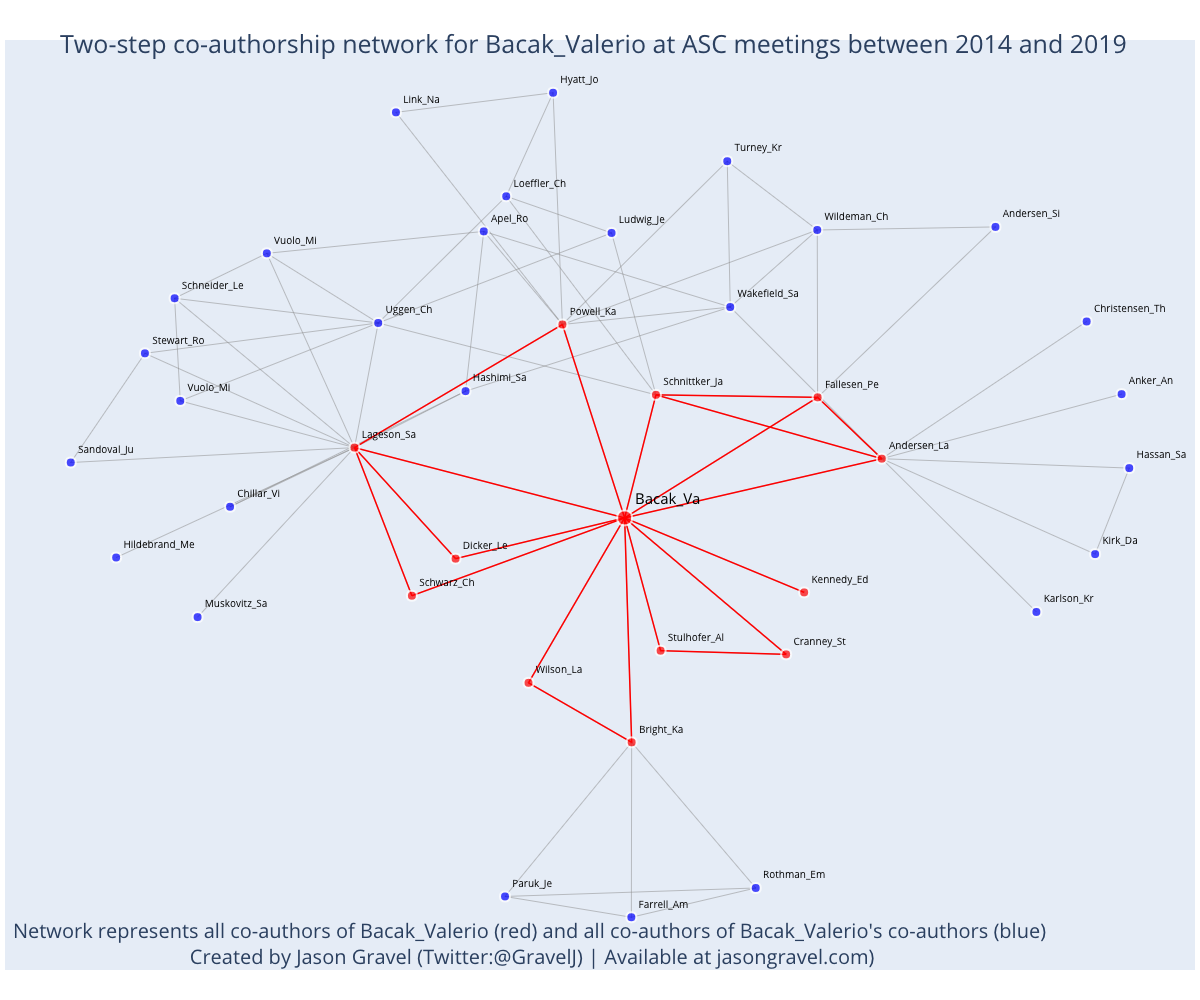 Two-step co-authorship network for Bacak_Valerio at ASC meetings between 2014 and 2019
Hyatt_Jo
Link_Na
Turney_Kr
Loeffler_Ch
Andersen_Si
Wildeman_Ch
Apel_Ro
Ludwig_Je
Vuolo_Mi
Schneider_Le
Wakefield_Sa
Christensen_Th
Uggen_Ch
Powell_Ka
Stewart_Ro
Hashimi_Sa
Schnittker_Ja
Fallesen_Pe
Anker_An
Vuolo_Mi
Lageson_Sa
Andersen_La
Sandoval_Ju
Hassan_Sa
Chillar_Vi
Bacak_Va
Kirk_Da
Hildebrand_Me
Dicker_Le
Schwarz_Ch
Kennedy_Ed
Karlson_Kr
Muskovitz_Sa
Stulhofer_Al
Cranney_St
Wilson_La
Bright_Ka
Rothman_Em
Paruk_Je
Farrell_Am
Network represents all co-authors of Bacak_Valerio (red) and all co-authors of Bacak_Valerio's co-authors (blue)
Created by Jason Gravel (Twitter:@GravelJ) | Available at jasongravel.com)